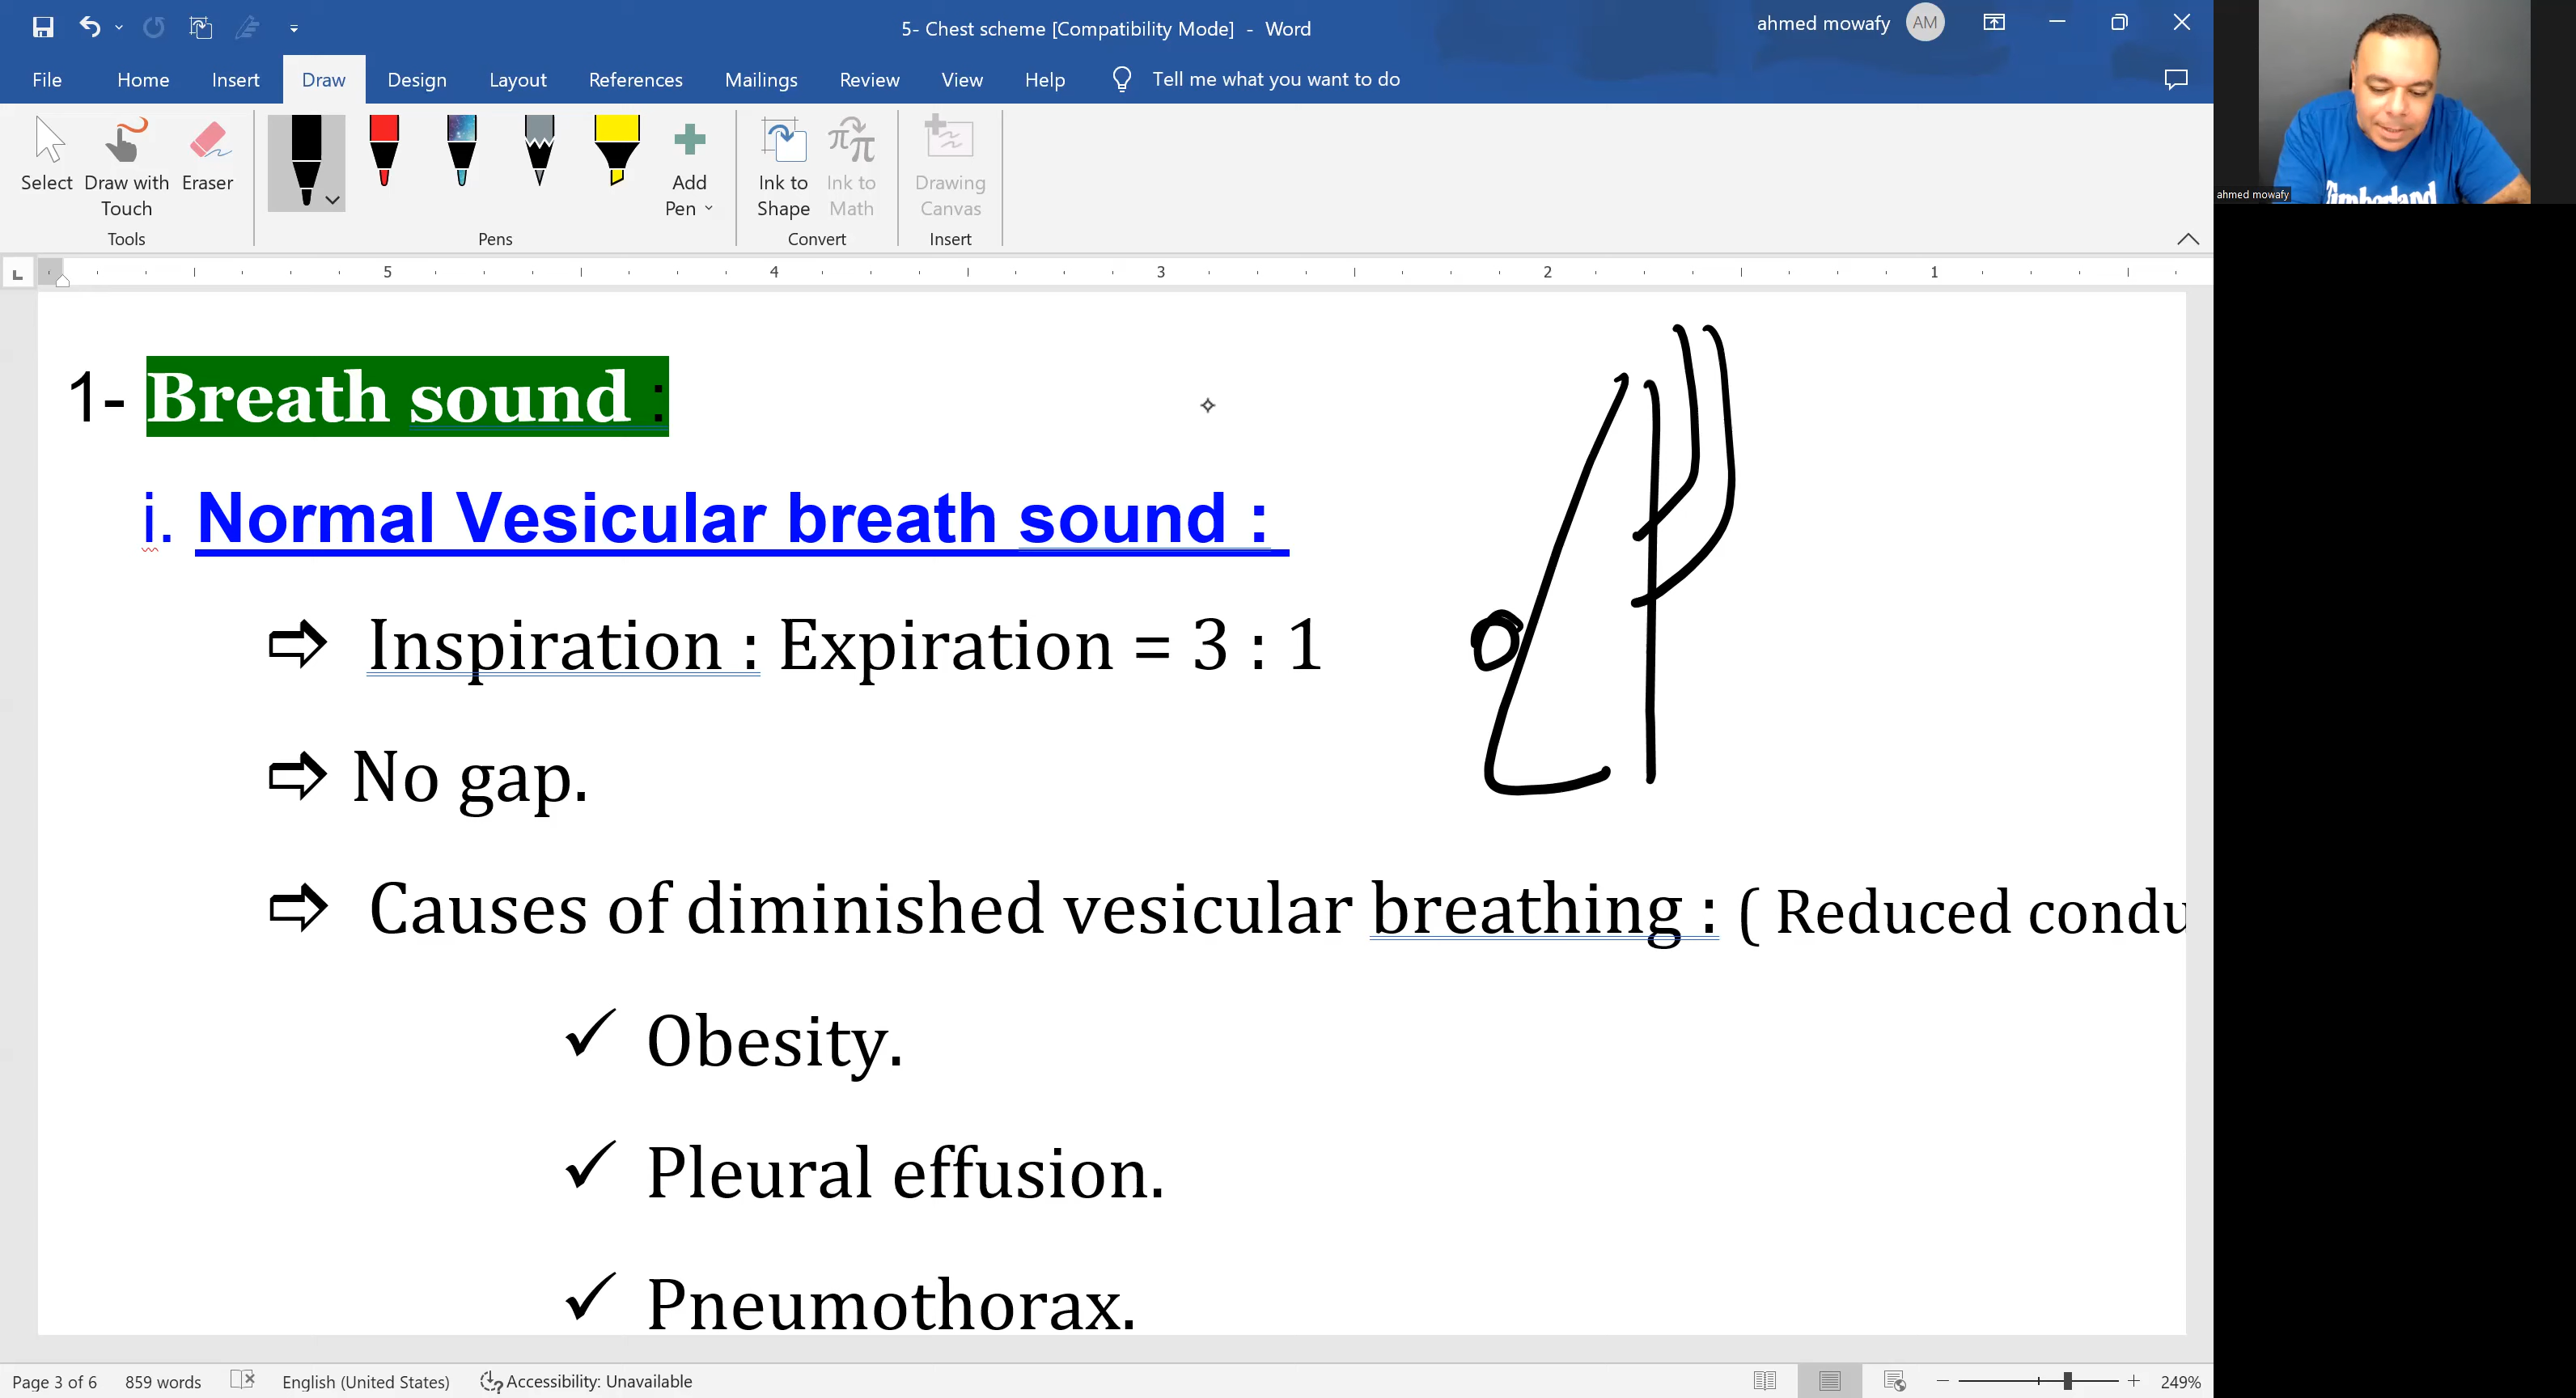 5- Chest scheme [Compatibility Mode] - Word
ahmed mowafy AM
File Home Insert Draw Design Layout References Mailings Review View Help Tell me what you want to do
Select Draw with Touch Eraser
Add Pen
Ink to Shape Ink to Math
Drawing Canvas
Tools Pens Convert Insert
5 4 3 2 1
ahmed mowafy
Timberland
1- Breath sound :
i. Normal Vesicular breath sound :
⇨ Inspiration : Expiration = 3 : 1
⇨ No gap.
⇨ Causes of diminished vesicular breathing : ( Reduced condu
✓ Obesity.
✓ Pleural effusion.
✓ Pneumothorax.
Page 3 of 6 859 words English (United States) Accessibility: Unavailable 249%